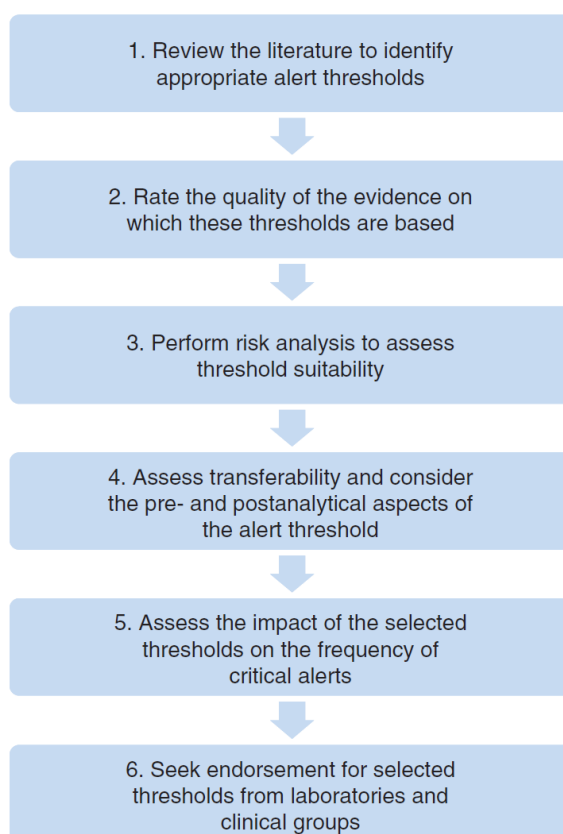 1. Review the literature to identify
appropriate alert thresholds
2. Rate the quality of the evidence on
which these thresholds are based
3. Perform risk analysis to assess
threshold suitability
4. Assess transferability and consider
the pre- and postanalytical aspects of
the alert threshold
5. Assess the impact of the selected
thresholds on the frequency of
critical alerts
6. Seek endorsement for selected
thresholds from laboratories and
clinical groups